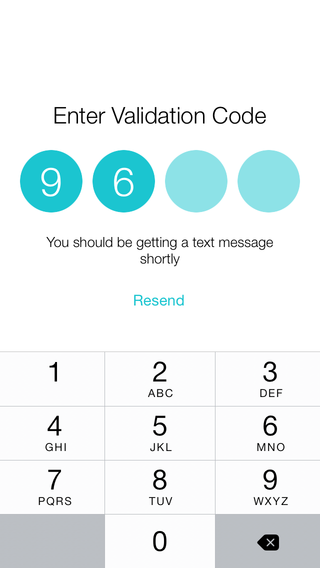 Enter Validation Code
9 6
You should be getting a text message
shortly
Resend
1 2 3
ABC DEF
4 5 6
GHI JKL MNO
7 8 9
PQRS TUV WXYZ
0